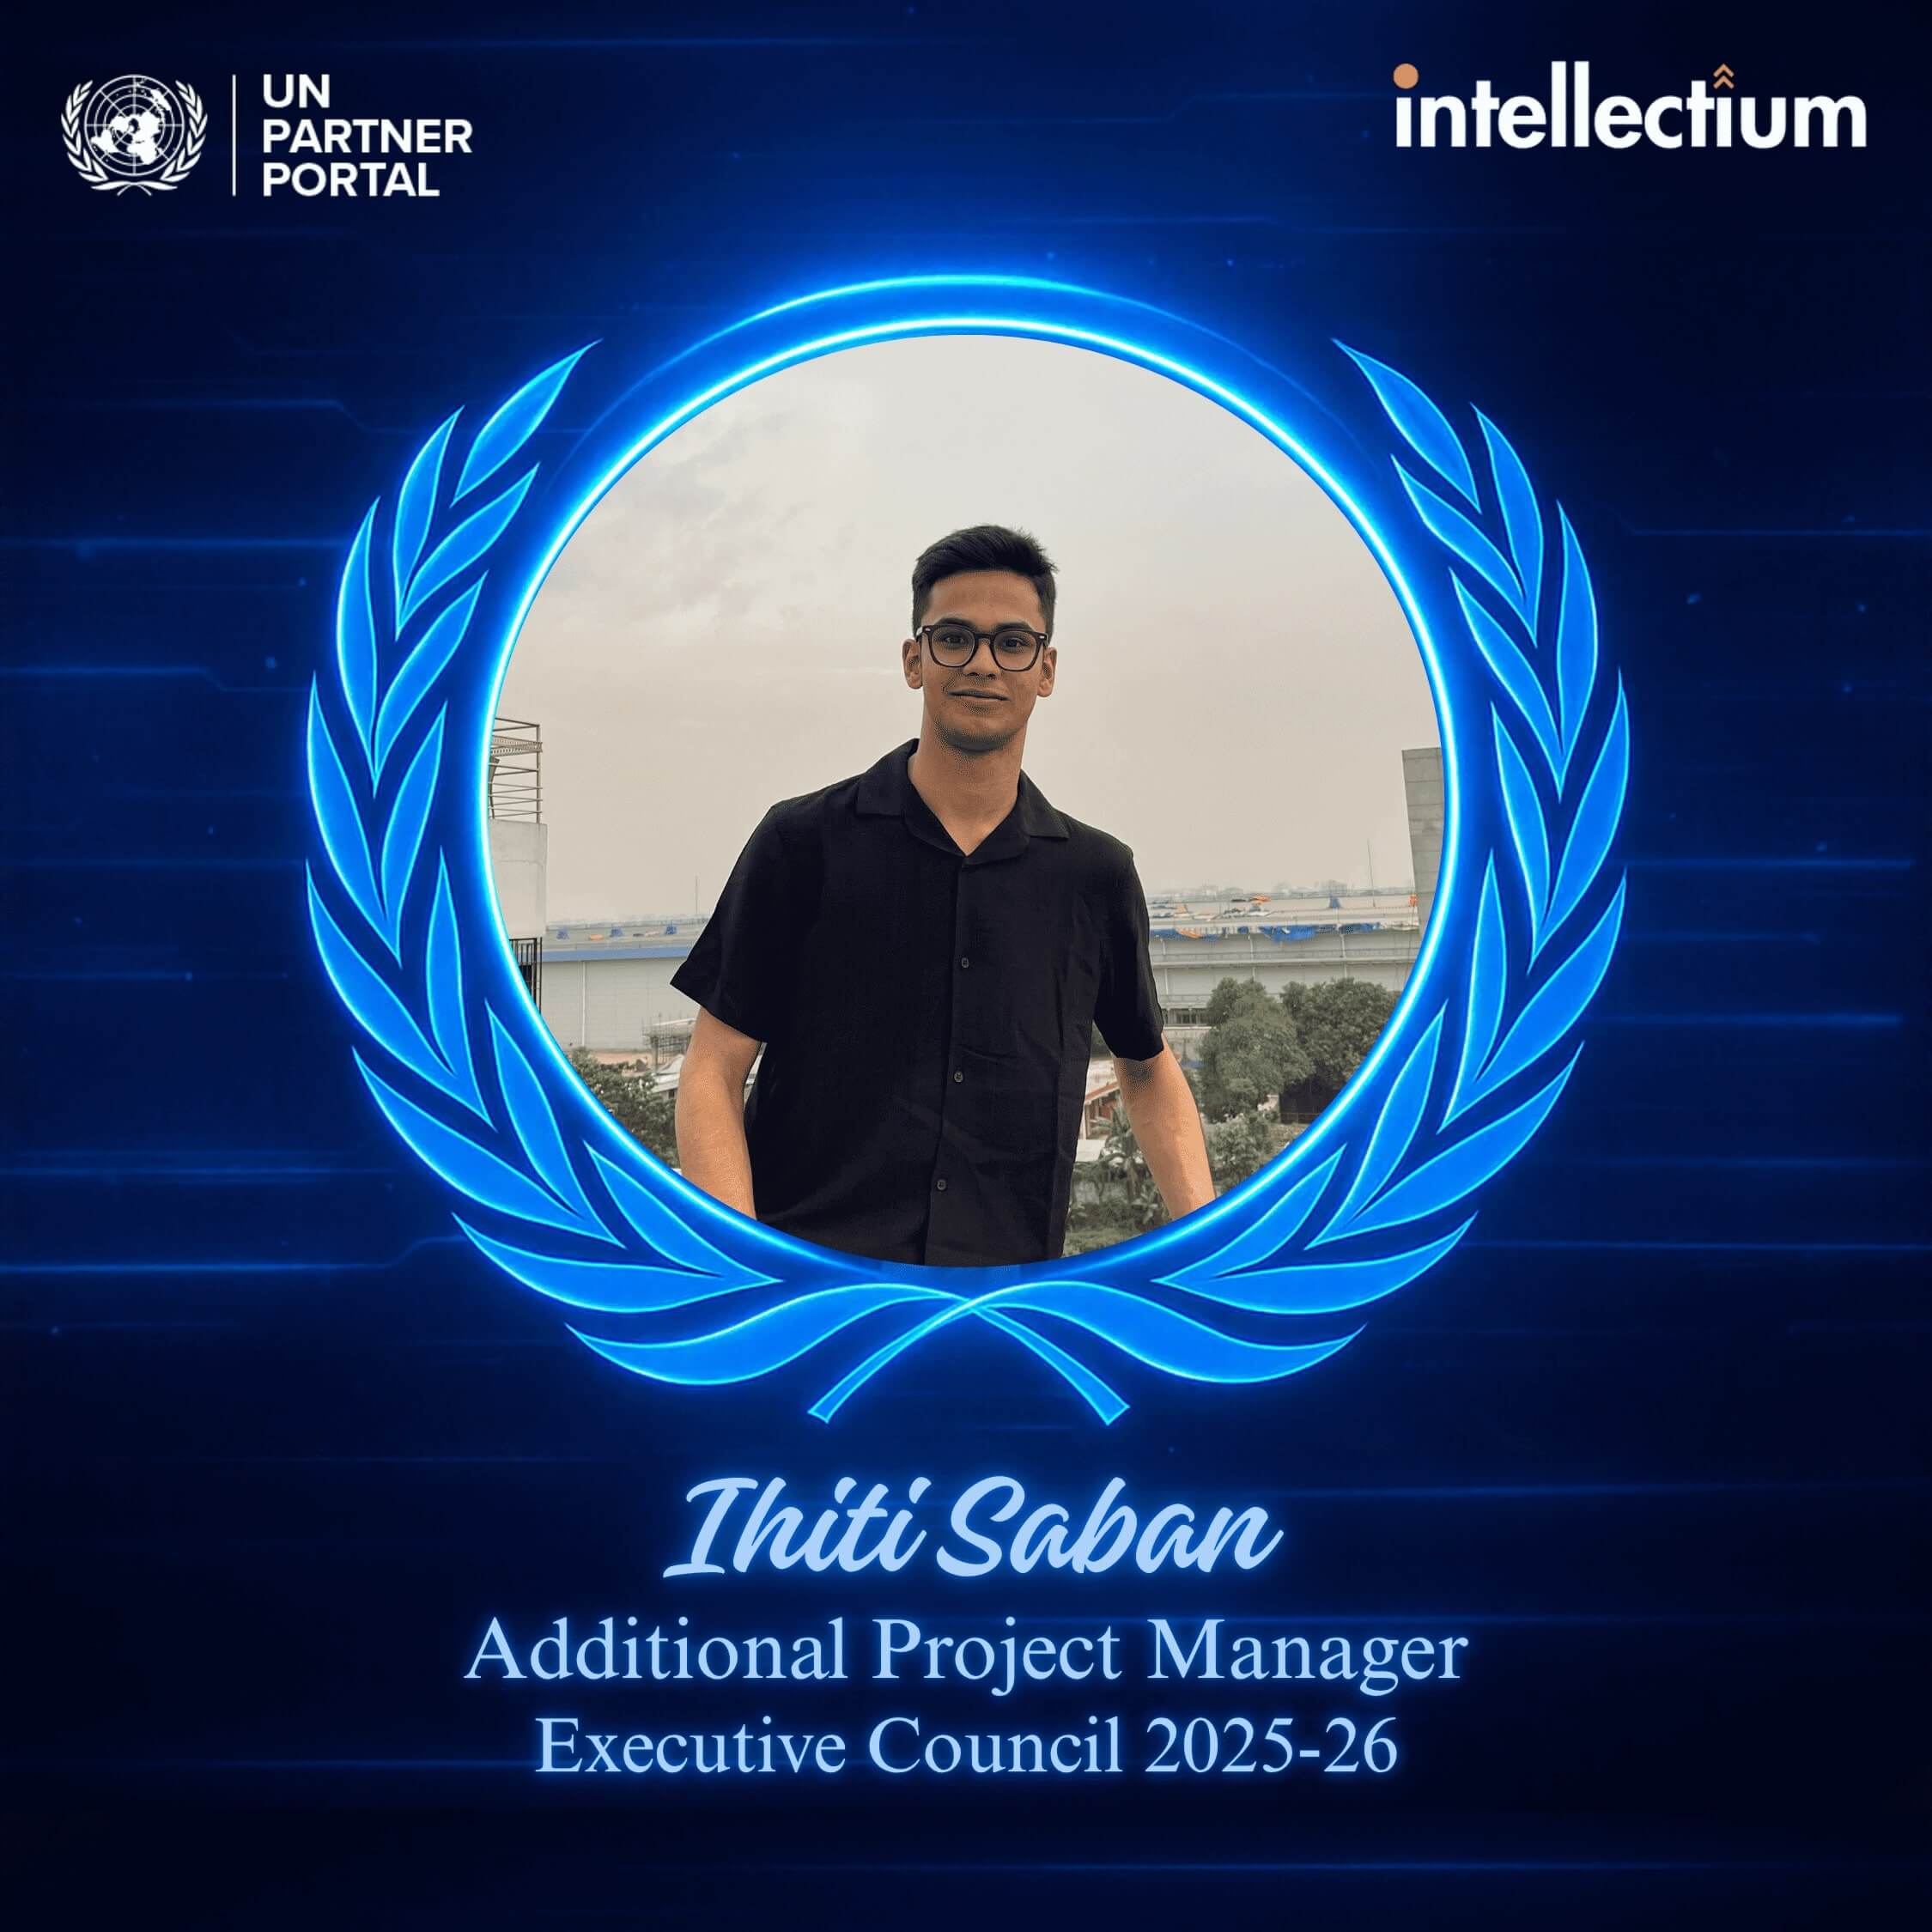 UN
PARTNER
PORTAL
intellectium
Ihiti Saban
Additional Project Manager
Executive Council 2025-26